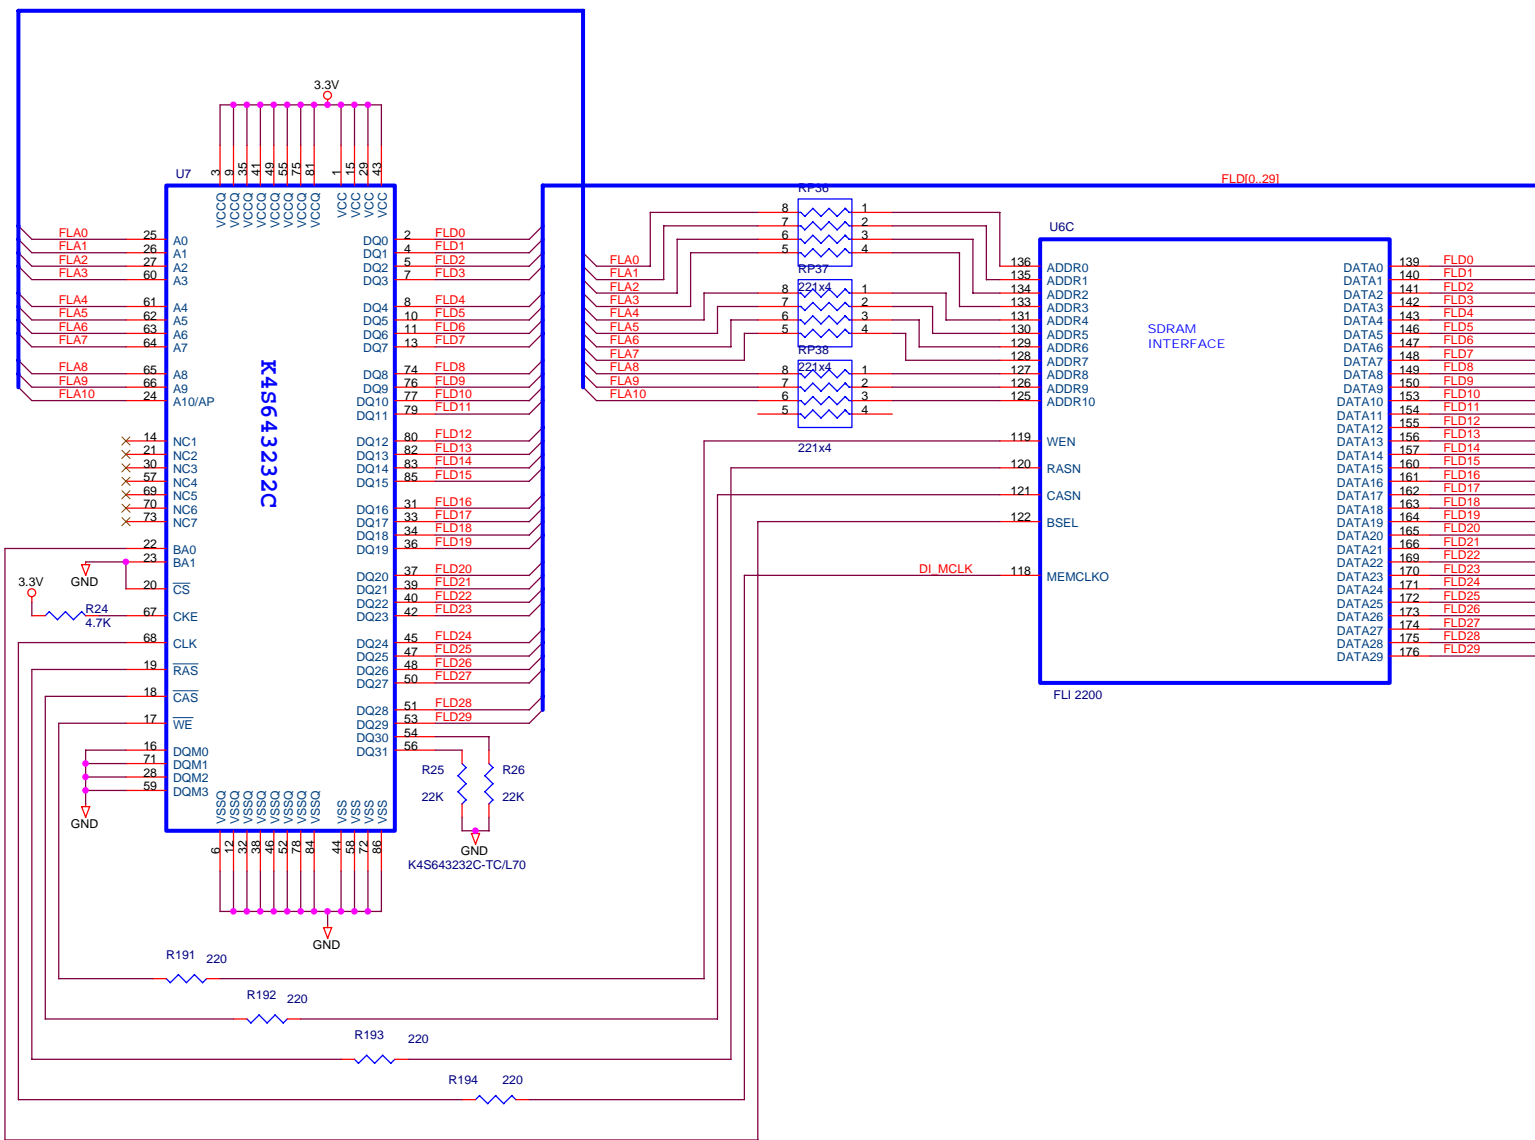 3.3V
U7
3 9 35 41 49 55 75 81 1 15 29 43
VCCQ VCCQ VCCQ VCCQ VCCQ VCCQ VCCQ VCCQ VCC VCC VCC VCC
FLA0 25 A0
FLA1 26 A1
FLA2 27 A2
FLA3 60 A3
FLA4 61 A4
FLA5 62 A5
FLA6 63 A6
FLA7 64 A7
FLA8 65 A8
FLA9 66 A9
FLA10 24 A10/AP
14 NC1
21 NC2
30 NC3
57 NC4
69 NC5
70 NC6
73 NC7
22 BA0
23 BA1
GND
20 CS
3.3V
R24
4.7K
67 CKE
68 CLK
19 RAS
18 CAS
17 WE
16 DQM0
71 DQM1
28 DQM2
59 DQM3
GND
K4S643232C
DQ0 2 FLD0
DQ1 4 FLD1
DQ2 5 FLD2
DQ3 7 FLD3
DQ4 8 FLD4
DQ5 10 FLD5
DQ6 11 FLD6
DQ7 13 FLD7
DQ8 74 FLD8
DQ9 76 FLD9
DQ10 77 FLD10
DQ11 79 FLD11
DQ12 80 FLD12
DQ13 82 FLD13
DQ14 83 FLD14
DQ15 85 FLD15
DQ16 31 FLD16
DQ17 33 FLD17
DQ18 34 FLD18
DQ19 36 FLD19
DQ20 37 FLD20
DQ21 39 FLD21
DQ22 40 FLD22
DQ23 42 FLD23
DQ24 45 FLD24
DQ25 47 FLD25
DQ26 48 FLD26
DQ27 50 FLD27
DQ28 51 FLD28
DQ29 53 FLD29
DQ30 54
DQ31 56
R25 R26
22K 22K
GND
K4S643232C-TC/L70
VSSQ VSSQ VSSQ VSSQ VSSQ VSSQ VSSQ VSSQ VSS VSS VSS VSS
6 12 32 38 46 52 78 84 44 58 72 86
GND
R191 220
R192 220
R193 220
R194 220
FLD[0..29]
RP36
8 1
7 2
6 3
5 4
RP37
221x4
8 1
7 2
6 3
5 4
RP38
221x4
8 1
7 2
6 3
5 4
221x4
FLA0
FLA1
FLA2
FLA3
FLA4
FLA5
FLA6
FLA7
FLA8
FLA9
FLA10
U6C
136 ADDR0
135 ADDR1
134 ADDR2
133 ADDR3
131 ADDR4
130 ADDR5
129 ADDR6
128 ADDR7
127 ADDR8
126 ADDR9
125 ADDR10
119 WEN
120 RASN
121 CASN
122 BSEL
DI_MCLK 118 MEMCLKO
SDRAM
INTERFACE
DATA0 139 FLD0
DATA1 140 FLD1
DATA2 141 FLD2
DATA3 142 FLD3
DATA4 143 FLD4
DATA5 146 FLD5
DATA6 147 FLD6
DATA7 148 FLD7
DATA8 149 FLD8
DATA9 150 FLD9
DATA10 153 FLD10
DATA11 154 FLD11
DATA12 155 FLD12
DATA13 156 FLD13
DATA14 157 FLD14
DATA15 160 FLD15
DATA16 161 FLD16
DATA17 162 FLD17
DATA18 163 FLD18
DATA19 164 FLD19
DATA20 165 FLD20
DATA21 166 FLD21
DATA22 169 FLD22
DATA23 170 FLD23
DATA24 171 FLD24
DATA25 172 FLD25
DATA26 173 FLD26
DATA27 174 FLD27
DATA28 175 FLD28
DATA29 176 FLD29
FLI 2200